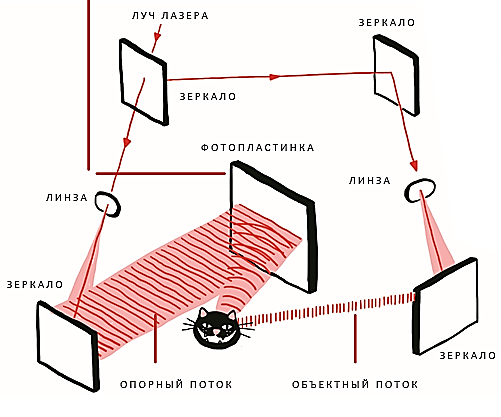 ЛУЧ ЛАЗЕРА
ЗЕРКАЛО
ЗЕРКАЛО
ФОТОПЛАСТИНКА
ЛИНЗА
ЛИНЗА
ЗЕРКАЛО
ЗЕРКАЛО
ОПОРНЫЙ ПОТОК
ОБЪЕКТНЫЙ ПОТОК